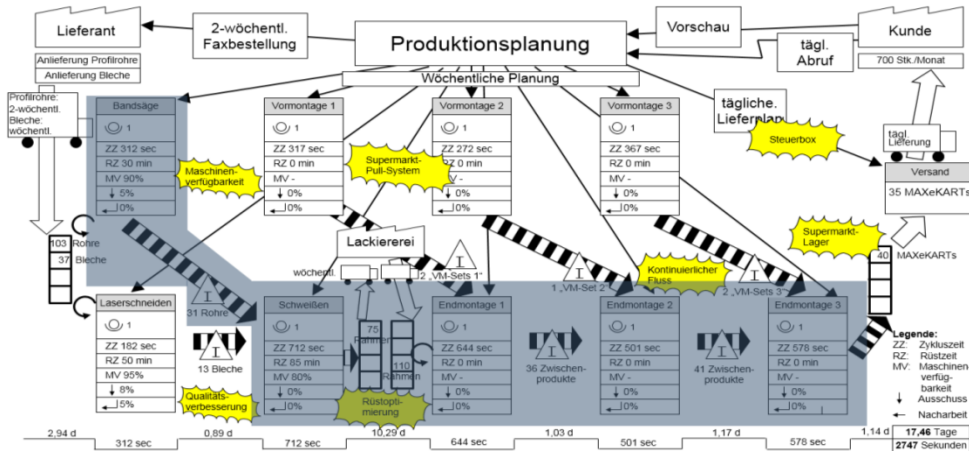 Lieferant
Anlieferung Profilrohre
Anlieferung Bleche
2-wöchentl.
Faxbestellung
Produktionsplanung
Wöchentliche Planung
Vorschau
tägl.
Abruf
Kunde
700 Stk./Monat
Profilrohre:
2-wöchentl.
Bleche:
wöchentl.
Bandsäge
1
ZZ 312 sec
RZ 30 min
MV 90%
5%
0%
Maschinen-
verfügbarkeit
Vormontage 1
1
ZZ 317 sec
RZ 0 min
MV -
0%
0%
Supermarkt-
Pull-System
Vormontage 2
1
ZZ 272 sec
RZ 0 min
MV -
0%
0%
Vormontage 3
1
ZZ 367 sec
RZ 0 min
MV -
0%
0%
tägliche.
Lieferplan
Steuerbox
tägl.
Lieferung
Versand
35 MAXeKARTs
103 Rohre
37 Bleche
I
31 Rohre
Lackiererei
wöchentl.
I
2 „VM-Sets 1“
I
1 „VM-Set 2“
Kontinuierlicher
Fluss
I
2 „VM-Sets 3“
Supermarkt-
Lager
40 MAXeKARTs
Laserschneiden
1
ZZ 182 sec
RZ 50 min
MV 95%
8%
5%
I
13 Bleche
Qualitäts-
verbesserung
Schweißen
1
ZZ 712 sec
RZ 85 min
MV 80%
0%
0%
75
Rahmen
110
Rahmen
Rüstopti-
mierung
Endmontage 1
1
ZZ 644 sec
RZ 0 min
MV -
0%
0%
I
36 Zwischen-
produkte
Endmontage 2
1
ZZ 501 sec
RZ 0 min
MV -
0%
0%
I
41 Zwischen-
produkte
Endmontage 3
1
ZZ 578 sec
RZ 0 min
MV -
0%
0%
Legende:
ZZ: Zykluszeit
RZ: Rüstzeit
MV: Maschinen-
verfüg-
barkeit
Ausschuss
Nacharbeit
2,94 d
312 sec
0,89 d
712 sec
10,29 d
644 sec
1,03 d
501 sec
1,17 d
578 sec
1,14 d
17,46 Tage
2747 Sekunden